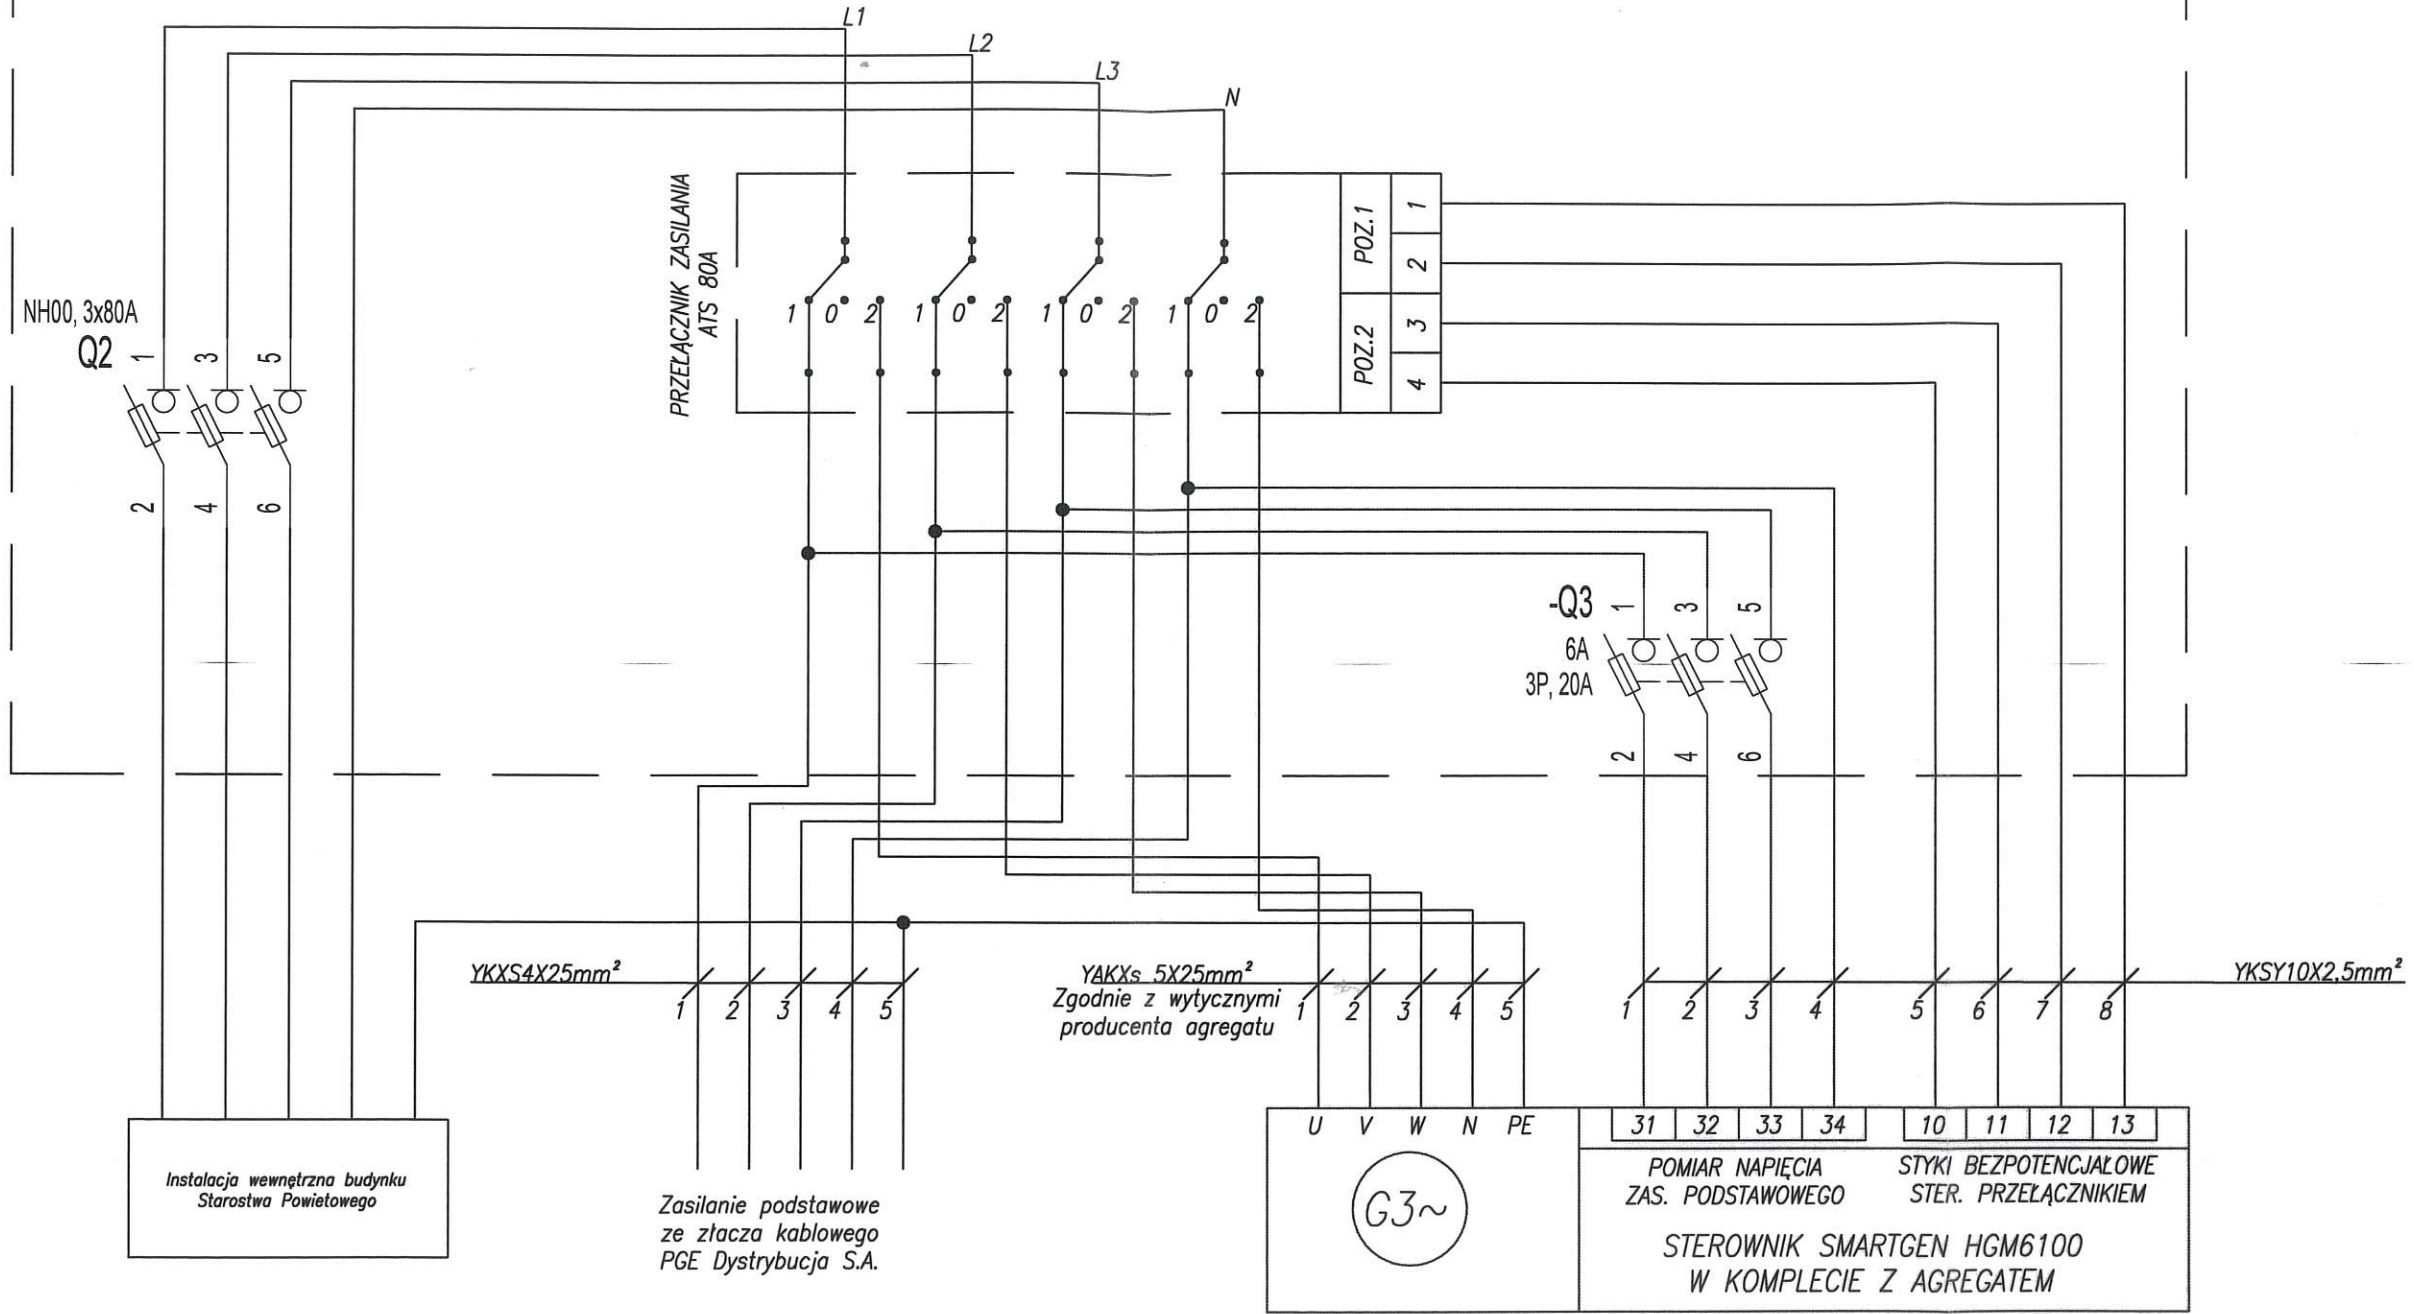 L1
L2
L3
N
PRZEŁĄCZNIK ZASILANIA
ATS 80A
1 0 2 1 0 2 1 0 2 1 0 2
POZ.1
POZ.2
1
2
3
4
NH00, 3x80A
Q2
1 3 5
2 4 6
-Q3
6A
3P, 20A
1 3 5
2 4 6
YKXS4X25mm²
1 2 3 4 5
YAKXs 5X25mm²
Zgodnie z wytycznymi
producenta agregatu
1 2 3 4 5
1 2 3 4 5 6 7 8
YKSY10X2,5mm²
Instalacja wewnętrzna budynku
Starostwa Powietowego
Zasilanie podstawowe
ze złacza kablowego
PGE Dystrybucja S.A.
U V W N PE
G3~
31 32 33 34 10 11 12 13
POMIAR NAPIĘCIA
ZAS. PODSTAWOWEGO
STYKI BEZPOTENCJAŁOWE
STER. PRZEŁĄCZNIKIEM
STEROWNIK SMARTGEN HGM6100
W KOMPLECIE Z AGREGATEM